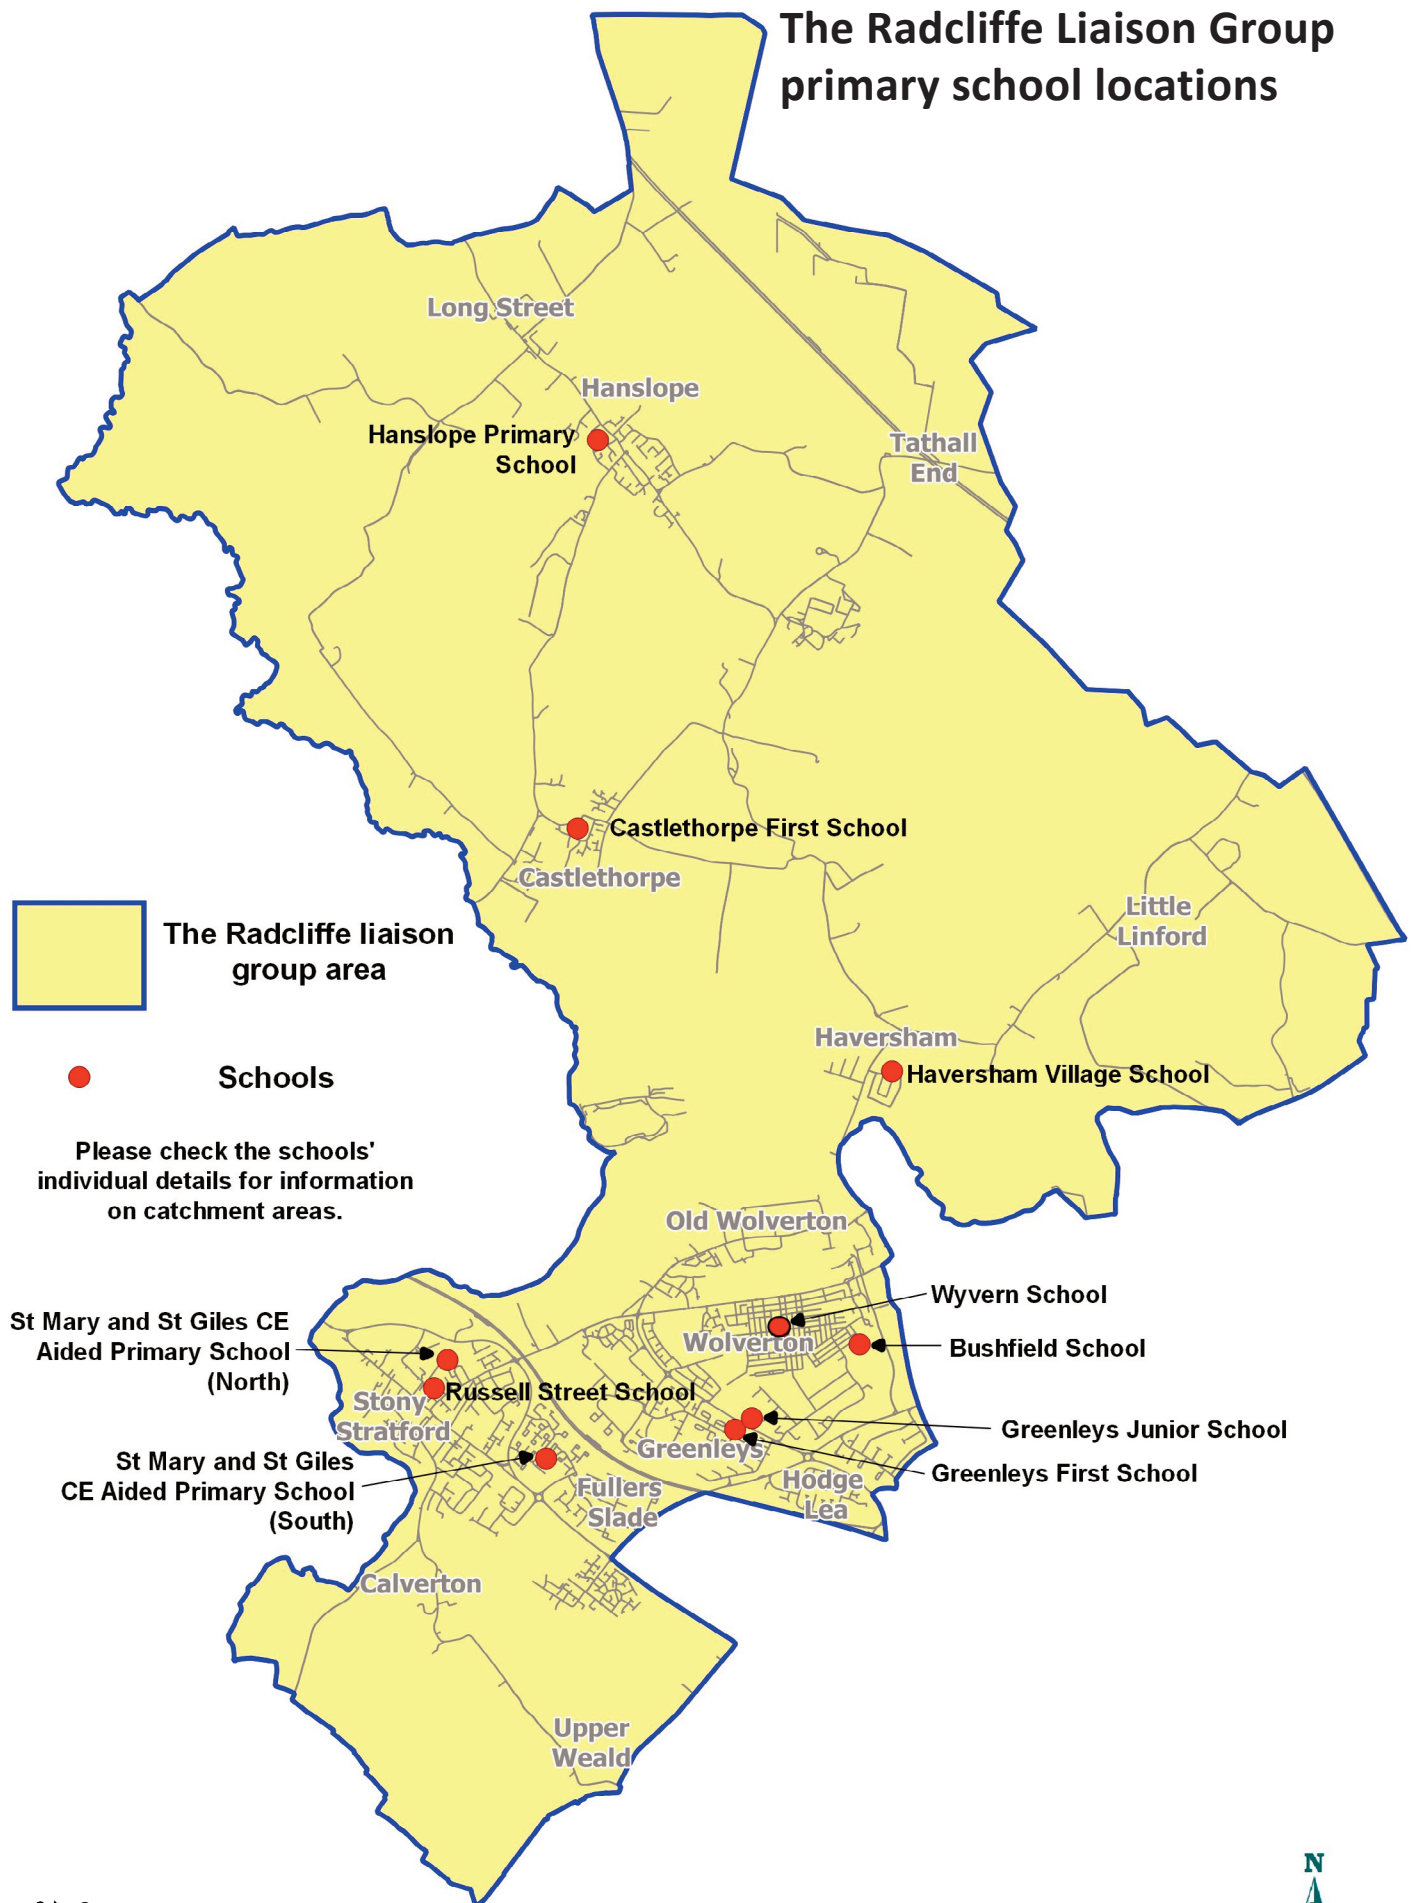 The Radcliffe Liaison Group
primary school locations
Long Street
Hanslope
Hanslope Primary
School
Tathall
End
Castlethorpe First School
Castlethorpe
Little
Linford
The Radcliffe liaison
group area
Haversham
Haversham Village School
Schools
Please check the schools'
individual details for information
on catchment areas.
Old Wolverton
Wyvern School
St Mary and St Giles CE
Aided Primary School
(North)
Wolverton
Bushfield School
Russell Street School
Stony
Stratford
Greenleys Junior School
Greenleys
Greenleys First School
St Mary and St Giles
CE Aided Primary School
(South)
Fullers
Slade
Hodge
Lea
Calverton
Upper
Weald
N